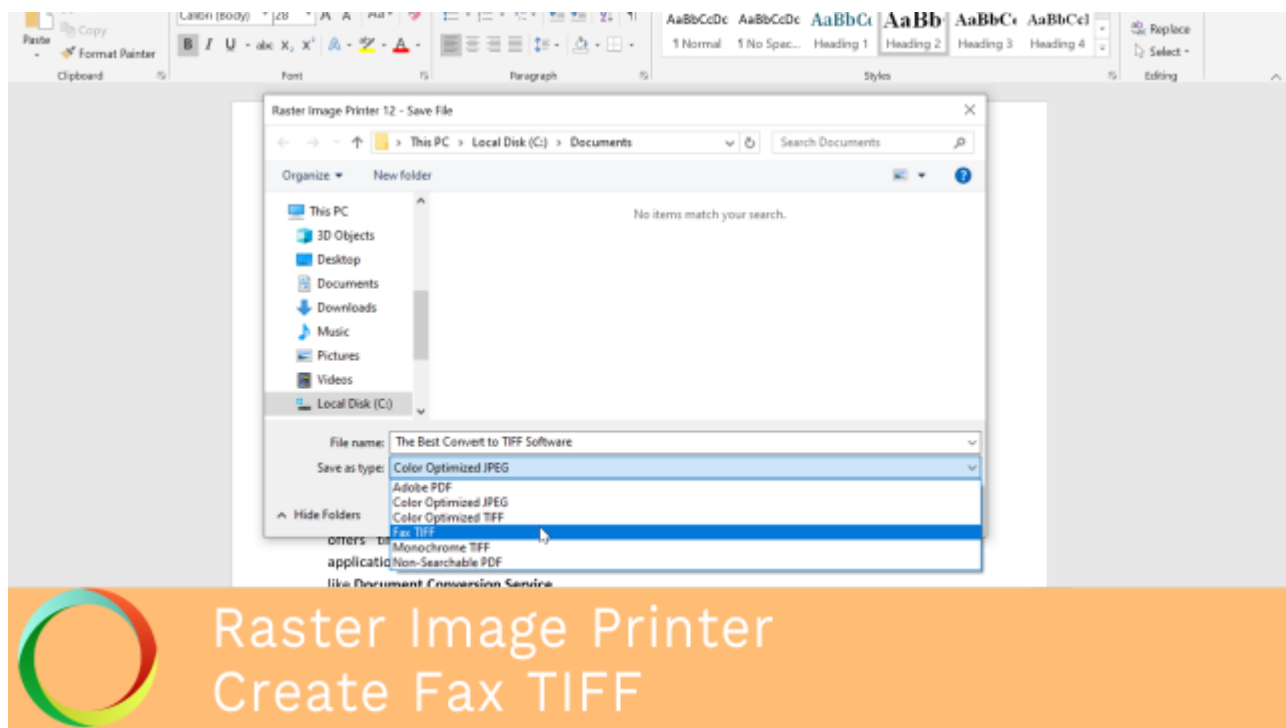 Calibri (Body) 28 A A Aa
AaBbCcDc AaBbCcDc AaBbCc AaBb AaBbCc AaBbCcI
Copy
Replace
Paste
Format Painter
B I U abc X₂ X² A A
¶ Normal ¶ No Spac... Heading 1 Heading 2 Heading 3 Heading 4
Select
Clipboard Font Paragraph Styles Editing
Raster Image Printer 12 - Save File
This PC > Local Disk (C:) > Documents
Search Documents
Organize New folder
This PC
No items match your search.
3D Objects
Desktop
Documents
Downloads
Music
Pictures
Videos
Local Disk (C:)
File name: The Best Convert to TIFF Software
Save as type: Color Optimized JPEG
Adobe PDF
Color Optimized JPEG
Hide Folders
Color Optimized TIFF
Fax TIFF
offers
Monochrome TIFF
Non-Searchable PDF
like Document Conversion Service
Raster Image Printer
Create Fax TIFF